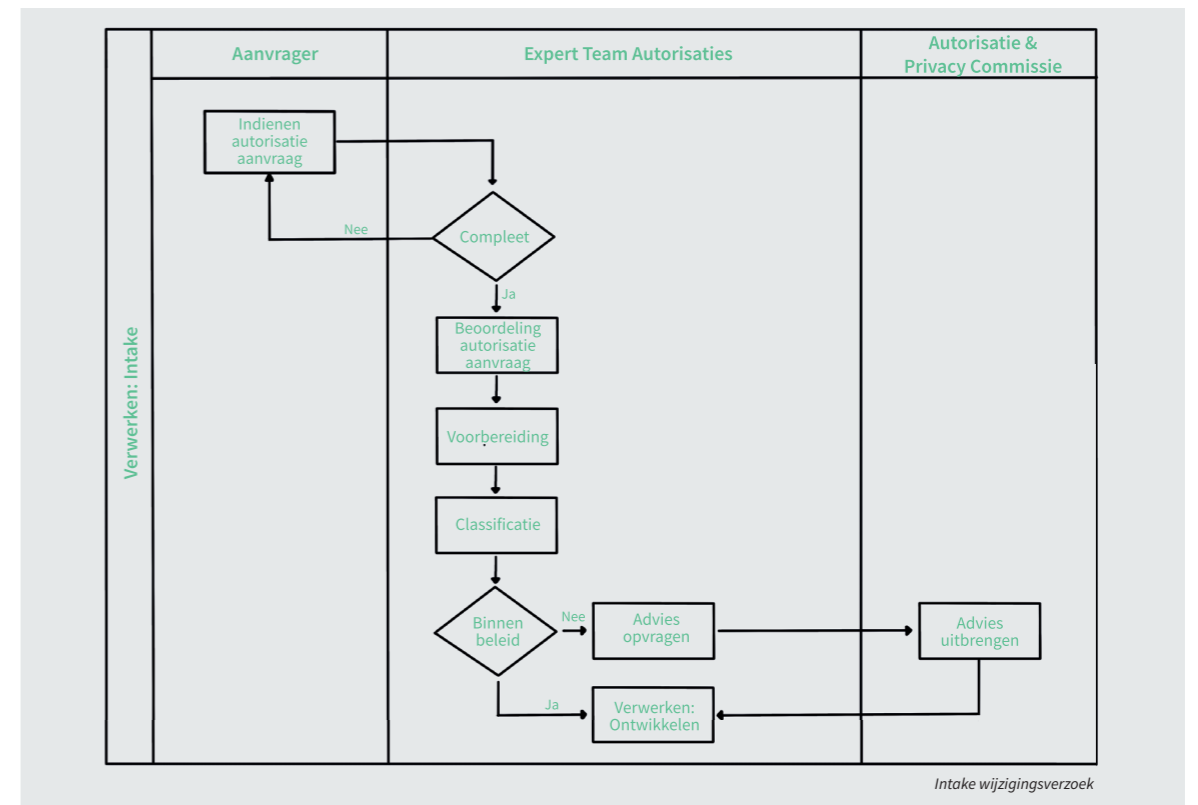 Aanvrager
Expert Team Autorisaties
Autorisatie &
Privacy Commissie
Verwerken: Intake
Indienen
autorisatie
aanvraag
Nee
Compleet
Ja
Beoordeling
autorisatie
aanvraag
Voorbereiding
Classificatie
Binnen
beleid
Nee
Advies
opvragen
Advies
uitbrengen
Ja
Verwerken:
Ontwikkelen
Intake wijzigingsverzoek